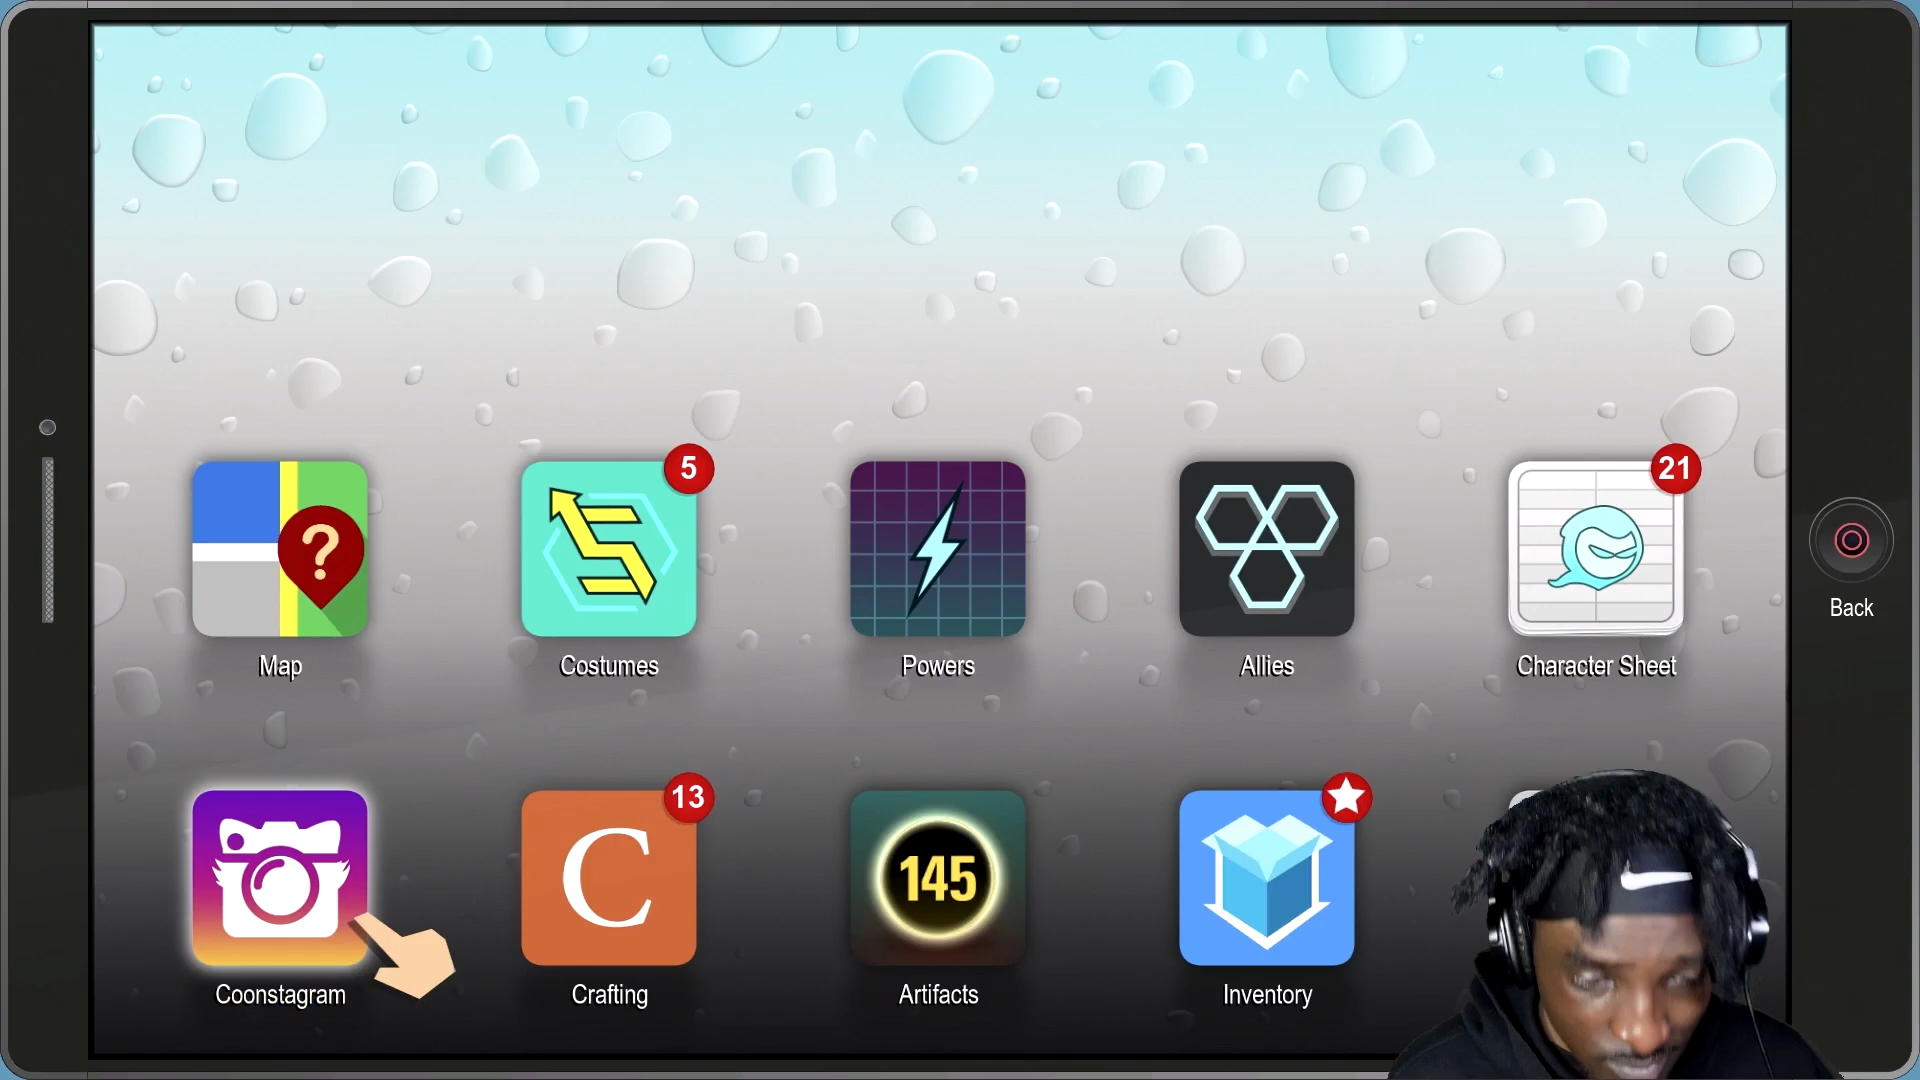 5
21
?
Map
Costumes
Powers
Allies
Character Sheet
Back
13
C
145
Coonstagram
Crafting
Artifacts
Inventory